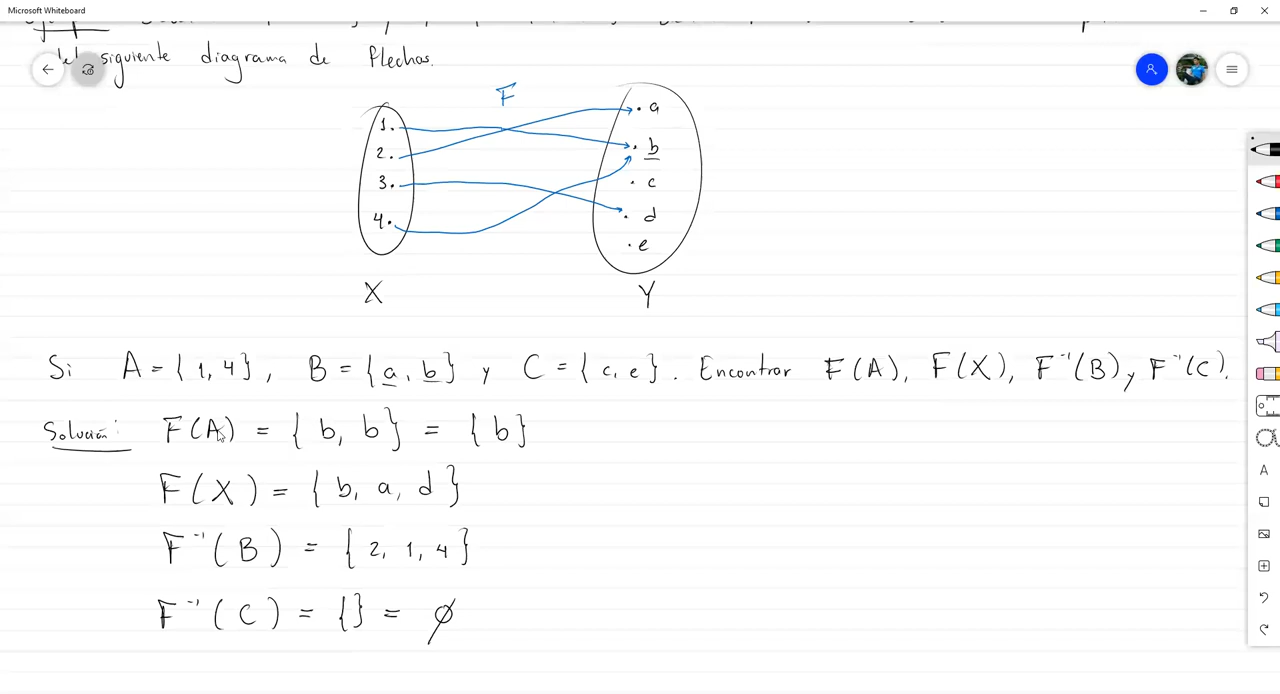 Microsoft Whiteboard
del siguiente diagrama de flechas.
F
1. a
2. b
3. c
4. d
e
X Y
Si A = {1, 4}, B = {a, b} y C = {c, e}. Encontrar F(A), F(X), F⁻¹(B) y F⁻¹(C).
Solución: F(A) = {b, b} = {b}
F(X) = {b, a, d}
F⁻¹(B) = {2, 1, 4}
F⁻¹(C) = {} = ∅